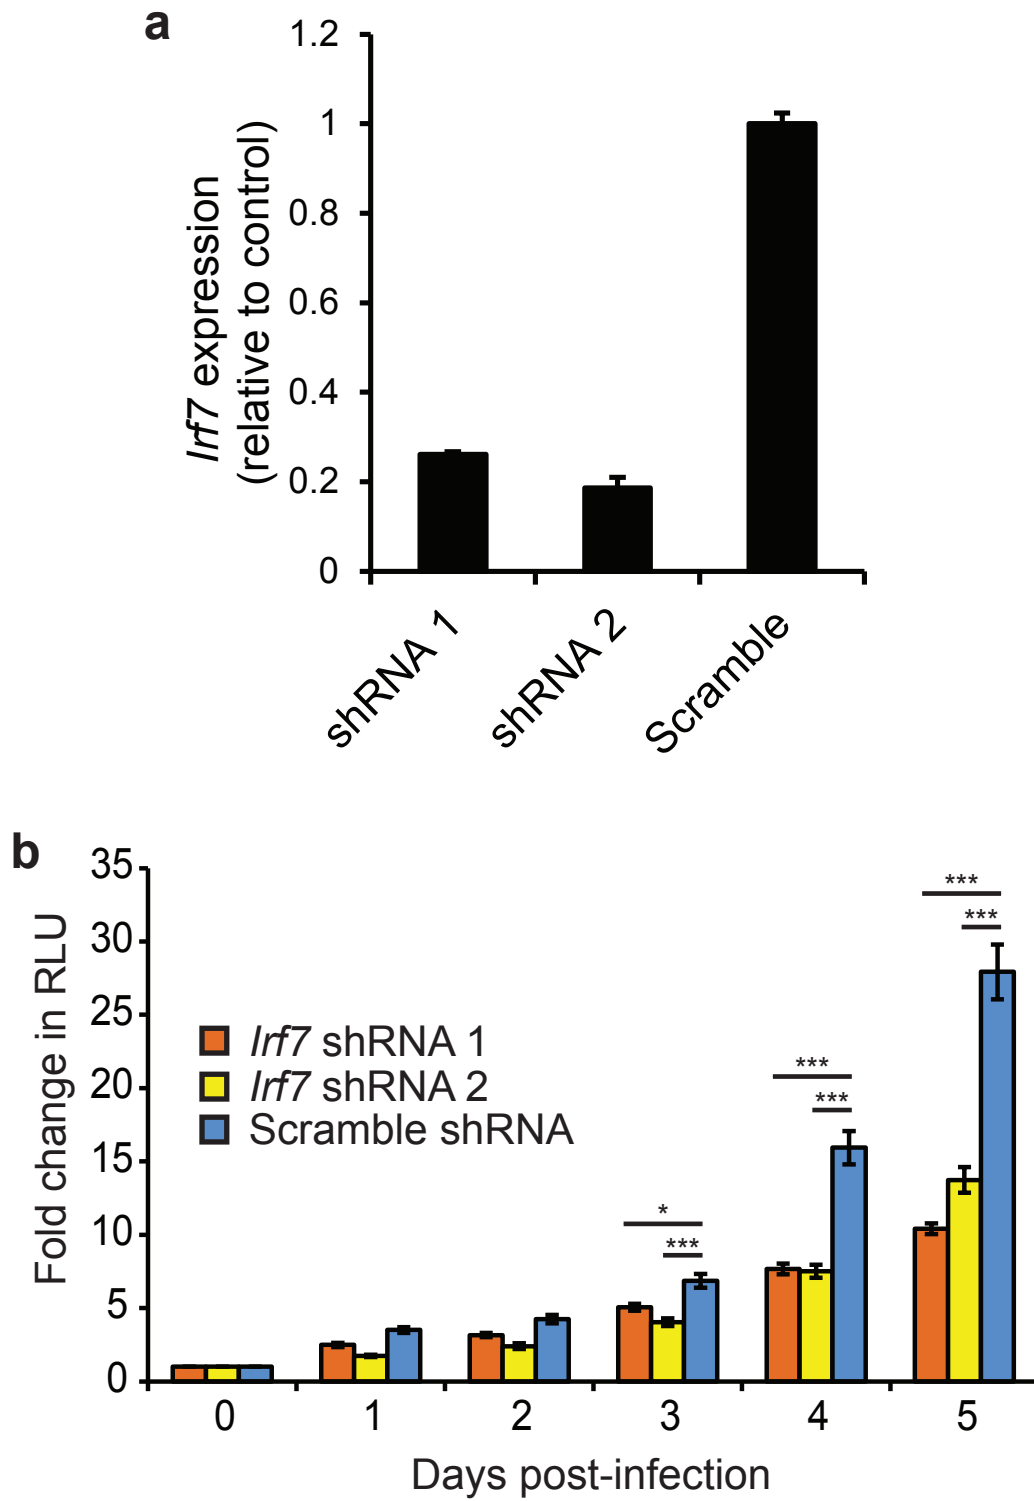 a
1.2
1
0.8
0.6
0.4
0.2
0
Irf7 expression
(relative to control)
shRNA 1
shRNA 2
Scramble
b
35
30
25
20
15
10
5
0
Fold change in RLU
Irf7 shRNA 1
Irf7 shRNA 2
Scramble shRNA
*
***
***
***
***
***
0 1 2 3 4 5
Days post-infection